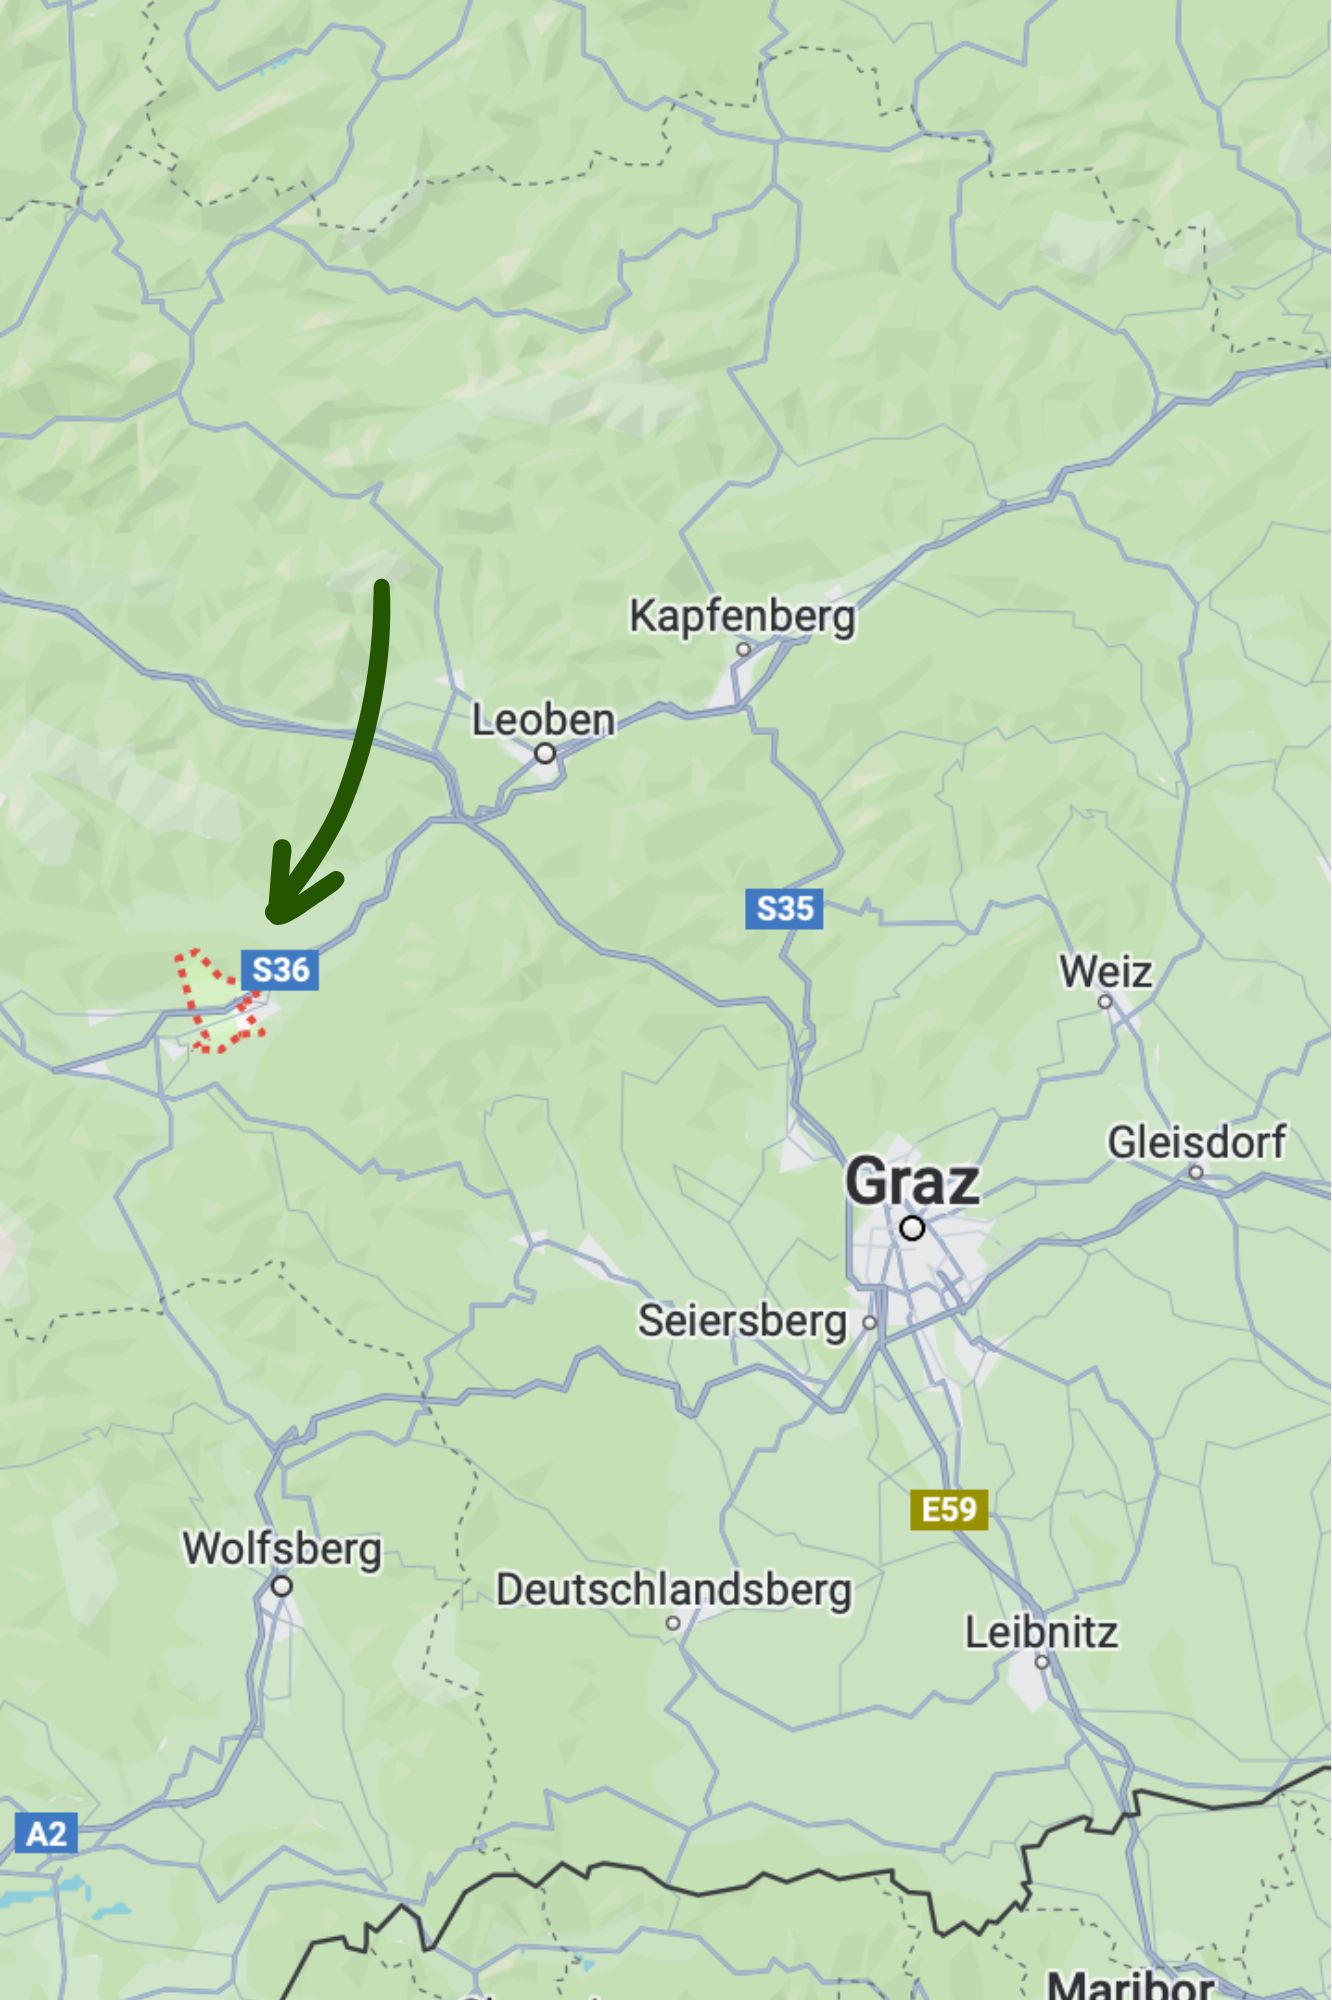 Kapfenberg
Leoben
S35
S36
Weiz
Gleisdorf
Graz
Seiersberg
E59
Wolfsberg
Deutschlandsberg
Leibnitz
A2
Maribor